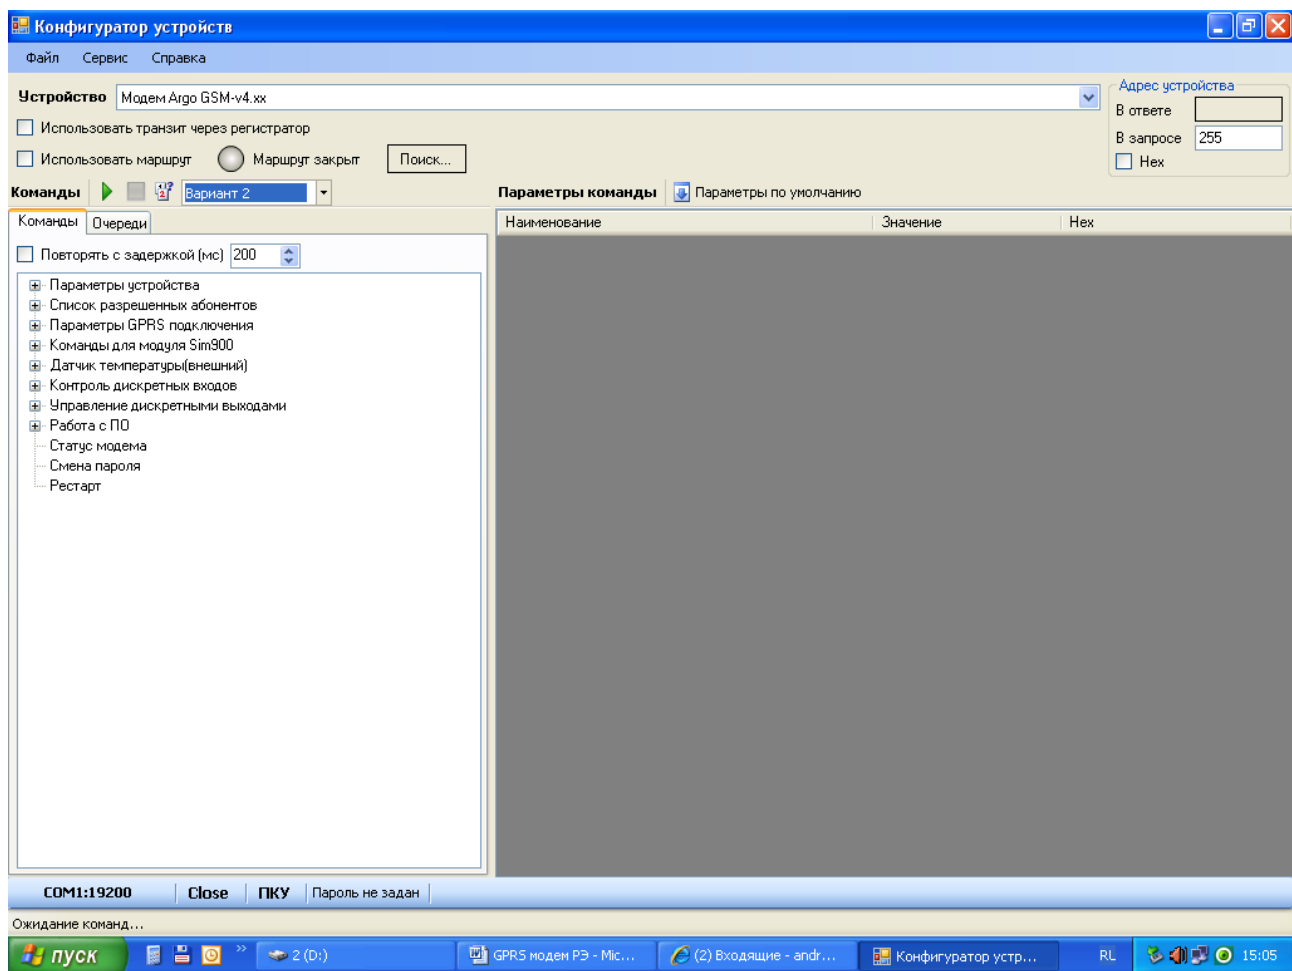 Конфигуратор устройств
Файл Сервис Справка
Устройство Модем Argo GSM-v4.xx
Адрес устройства
В ответе
В запросе 255
Hex
Использовать транзит через регистратор
Использовать маршрут Маршрут закрыт Поиск...
Команды Вариант 2 Параметры команды Параметры по умолчанию
Команды Очереди Наименование Значение Hex
Повторять с задержкой (мс) 200
Параметры устройства
Список разрешенных абонентов
Параметры GPRS подключения
Команды для модуля Sim900
Датчик температуры(внешний)
Контроль дискретных входов
Управление дискретными выходами
Работа с ПО
Статус модема
Смена пароля
Рестарт
COM1:19200 Close ПКУ Пароль не задан
Ожидание команд...
пуск » 2 (D:) GPRS модем РЭ - Mic... (2) Входящие - andr... Конфигуратор устр... RL 15:05